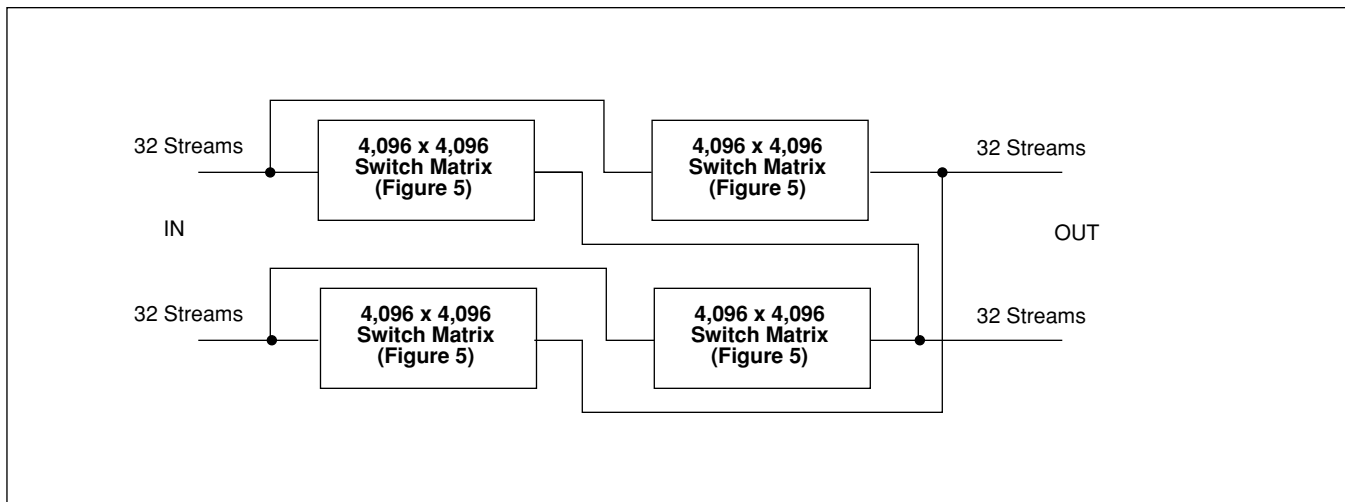 32 Streams
4,096 x 4,096
Switch Matrix
(Figure 5)
4,096 x 4,096
Switch Matrix
(Figure 5)
32 Streams
IN
OUT
32 Streams
4,096 x 4,096
Switch Matrix
(Figure 5)
4,096 x 4,096
Switch Matrix
(Figure 5)
32 Streams